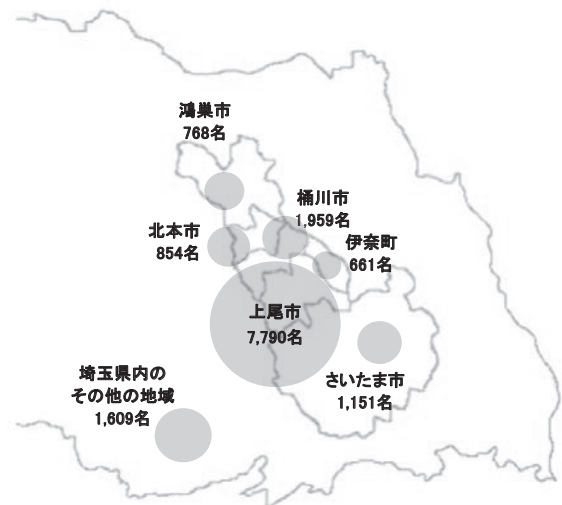 鴻巣市
768名
桶川市
1,959名
北本市
854名
伊奈町
661名
上尾市
7,790名
さいたま市
1,151名
埼玉県内の
その他の地域
1,609名